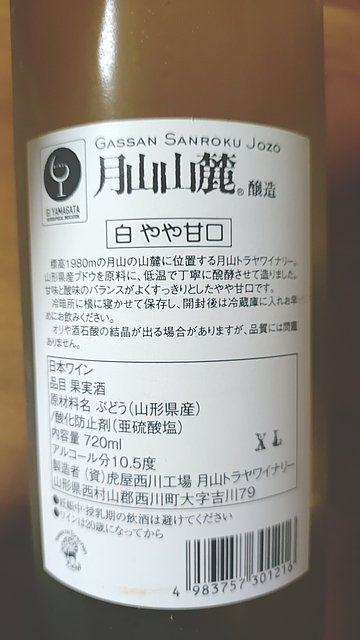 GASSAN SANROKU JOZO
月山山麓® 醸造
GI YAMAGATA
白 やや甘口
標高1980mの月山の山麓に位置する月山トラヤワイナリー。
山形県産ブドウを原料に、低温で丁寧に醗酵させて造りました。
甘味と酸味のバランスがよくすっきりとしたやや甘口です。
冷暗所に横に寝かせて保存し、開封後は冷蔵庫に入れお早
めにお飲みください。
オリや酒石酸の結晶が出る場合がありますが、品質には問題
ありません。
日本ワイン
品目 果実酒
原材料名 ぶどう(山形県産)
/酸化防止剤(亜硫酸塩)
内容量 720ml
XL
アルコール分10.5度
製造者 (資)虎屋西川工場 月山トラヤワイナリー
山形県西村山郡西川町大字吉川79
●妊娠中・授乳期の飲酒は避けてください
●ワインは20歳になってから
4 983757 301216